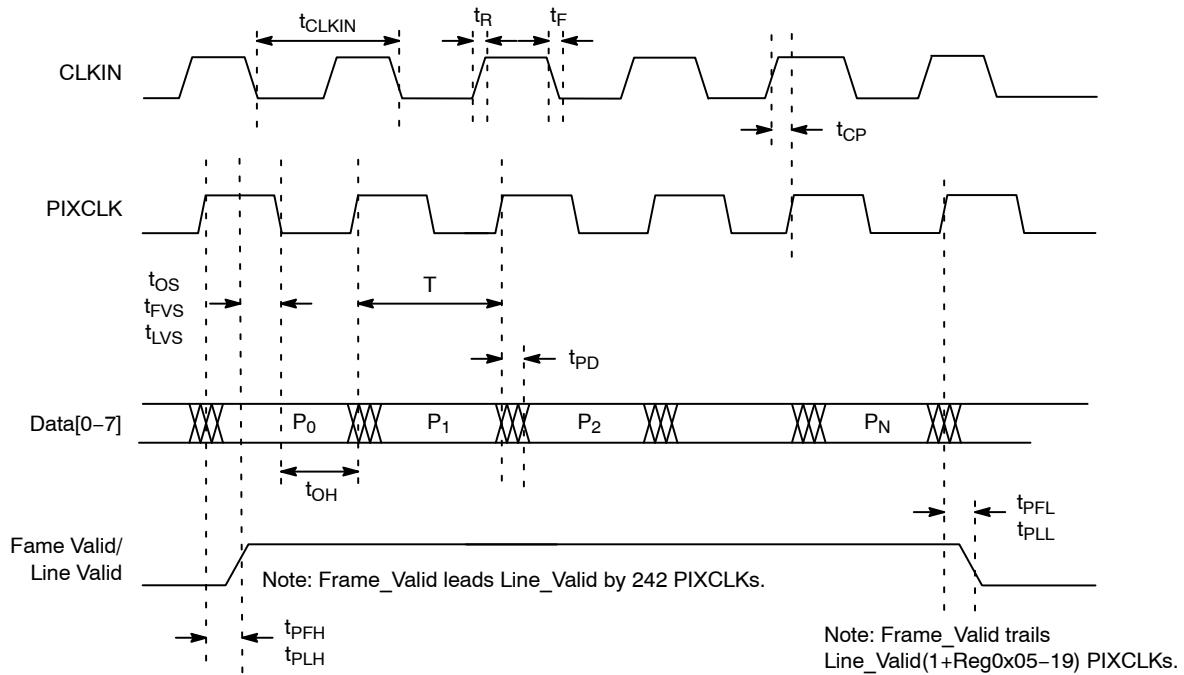 tCLKIN
tR
tF
CLKIN
tCP
PIXCLK
tOS
tFVS
tLVS
T
tPD
Data[0–7]
P0
P1
P2
PN
tOH
tPFL
tPLL
Fame Valid/
Line Valid
Note: Frame_Valid leads Line_Valid by 242 PIXCLKs.
tPFH
tPLH
Note: Frame_Valid trails
Line_Valid(1+Reg0x05–19) PIXCLKs.